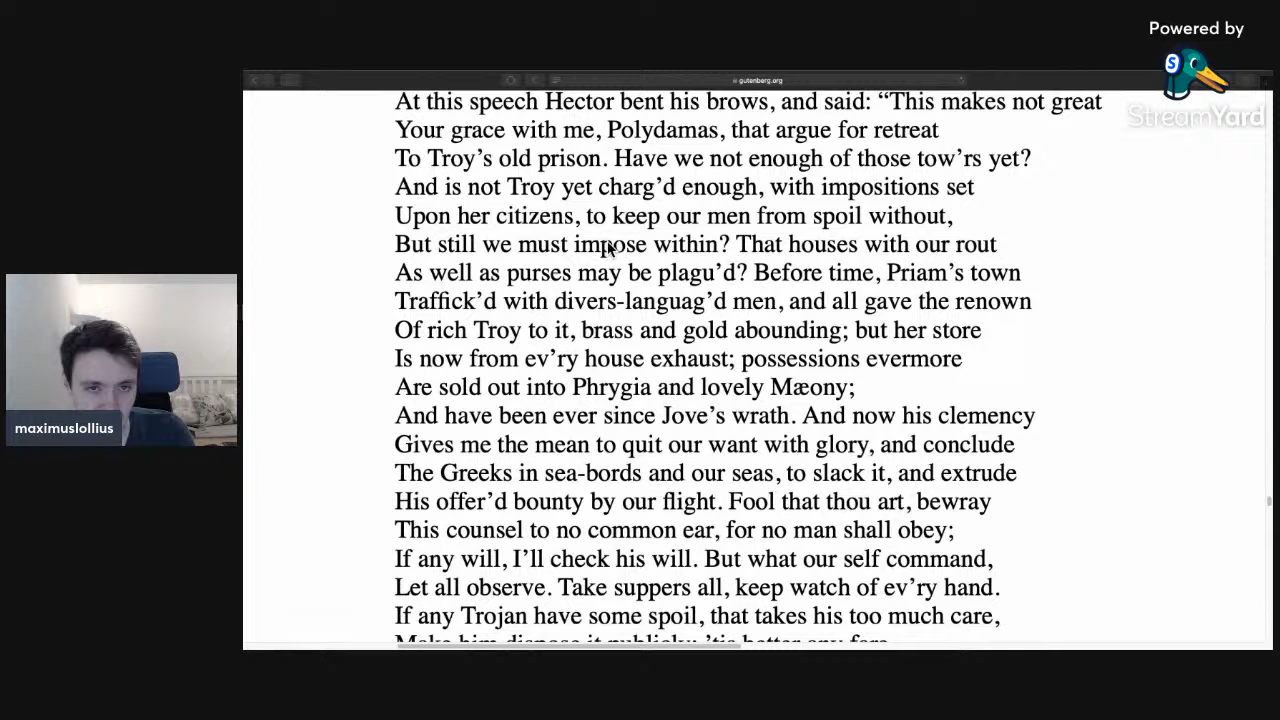 Powered by
S
StreamYard
gutenberg.org
At this speech Hector bent his brows, and said: “This makes not great
Your grace with me, Polydamas, that argue for retreat
To Troy’s old prison. Have we not enough of those tow’rs yet?
And is not Troy yet charg’d enough, with impositions set
Upon her citizens, to keep our men from spoil without,
But still we must impose within? That houses with our rout
As well as purses may be plagu’d? Before time, Priam’s town
Traffick’d with divers-languag’d men, and all gave the renown
Of rich Troy to it, brass and gold abounding; but her store
Is now from ev’ry house exhaust; possessions evermore
Are sold out into Phrygia and lovely Mæony;
And have been ever since Jove’s wrath. And now his clemency
Gives me the mean to quit our want with glory, and conclude
The Greeks in sea-bords and our seas, to slack it, and extrude
His offer’d bounty by our flight. Fool that thou art, bewray
This counsel to no common ear, for no man shall obey;
If any will, I’ll check his will. But what our self command,
Let all observe. Take suppers all, keep watch of ev’ry hand.
If any Trojan have some spoil, that takes his too much care,
Make him dispose it publicly; ’tis better any fare
maximuslollius